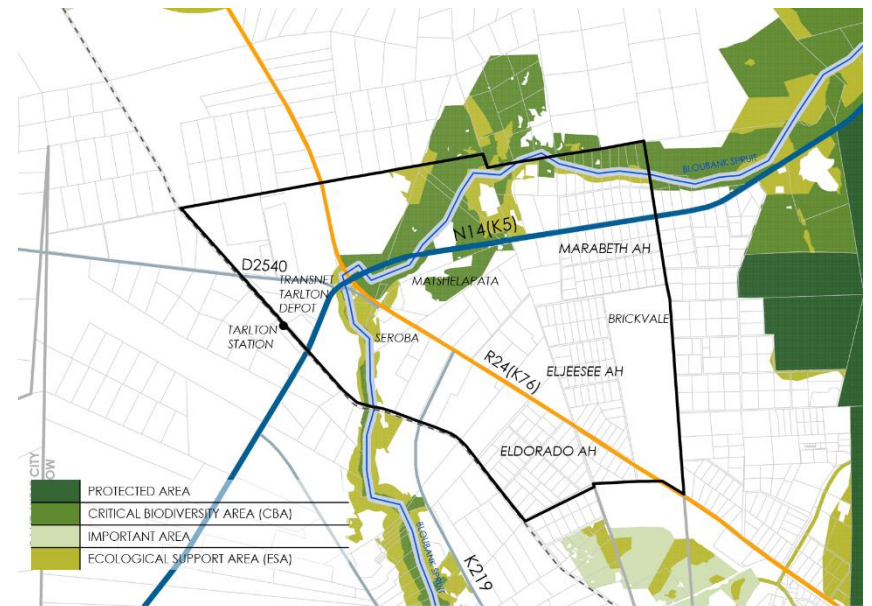 BLOUBANK SPRUIT
N14(K5)
MARABETH AH
D2540
TRANSNET
TARLTON
DEPOT
MATSHELAPATA
TARLTON
STATION
SEROBA
BRICKVALE
R24(K76)
ELJEESEE AH
ELDORADO AH
CITY
PROTECTED AREA
CRITICAL BIODIVERSITY AREA (CBA)
IMPORTANT AREA
ECOLOGICAL SUPPORT AREA (ESA)
BLOUBANK SPRUIT
K219